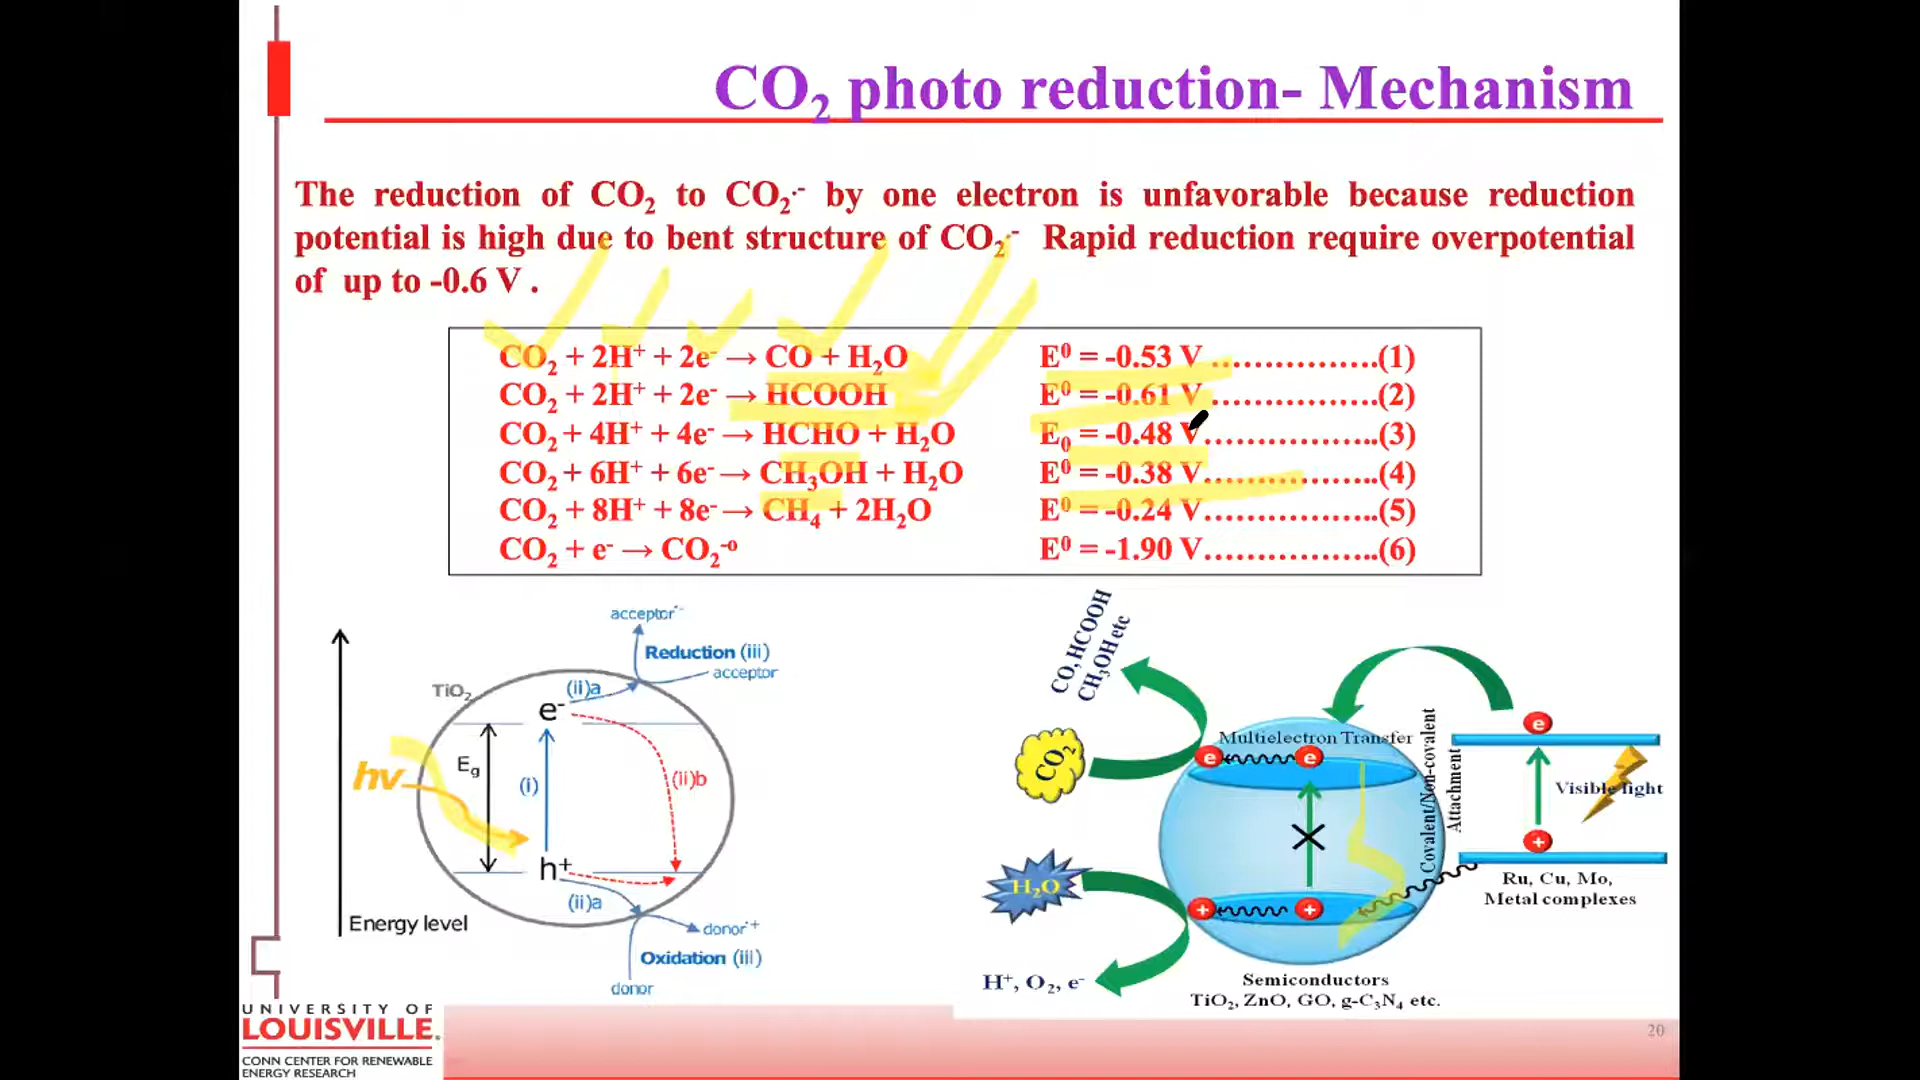 CO₂ photo reduction- Mechanism
The reduction of CO₂ to CO₂·⁻ by one electron is unfavorable because reduction
potential is high due to bent structure of CO₂·⁻ Rapid reduction require overpotential
of up to -0.6 V .
CO₂ + 2H⁺ + 2e⁻ → CO + H₂O E⁰ = -0.53 V …………….(1)
CO₂ + 2H⁺ + 2e⁻ → HCOOH E⁰ = -0.61 V …………….(2)
CO₂ + 4H⁺ + 4e⁻ → HCHO + H₂O E₀ = -0.48 V……………..(3)
CO₂ + 6H⁺ + 6e⁻ → CH₃OH + H₂O E⁰ = -0.38 V……………..(4)
CO₂ + 8H⁺ + 8e⁻ → CH₄ + 2H₂O E⁰ = -0.24 V……………..(5)
CO₂ + e⁻ → CO₂⁻ᵒ E⁰ = -1.90 V……………..(6)
acceptor·⁻
Reduction (iii)
acceptor
TiO₂
(ii)a
e⁻
E₉
hv
(i)
(ii)b
h⁺
(ii)a
Energy level
donor·⁺
Oxidation (iii)
donor
CO, HCOOH
CH₃OH etc
CO₂
Multielectron Transfer
e
e
e
Covalent/Non-covalent
Attachment
Visible light
+
H₂O
+
+
Ru, Cu, Mo,
Metal complexes
H⁺, O₂, e⁻
Semiconductors
TiO₂, ZnO, GO, g-C₃N₄ etc.
UNIVERSITY OF
LOUISVILLE.
CONN CENTER FOR RENEWABLE
ENERGY RESEARCH
20